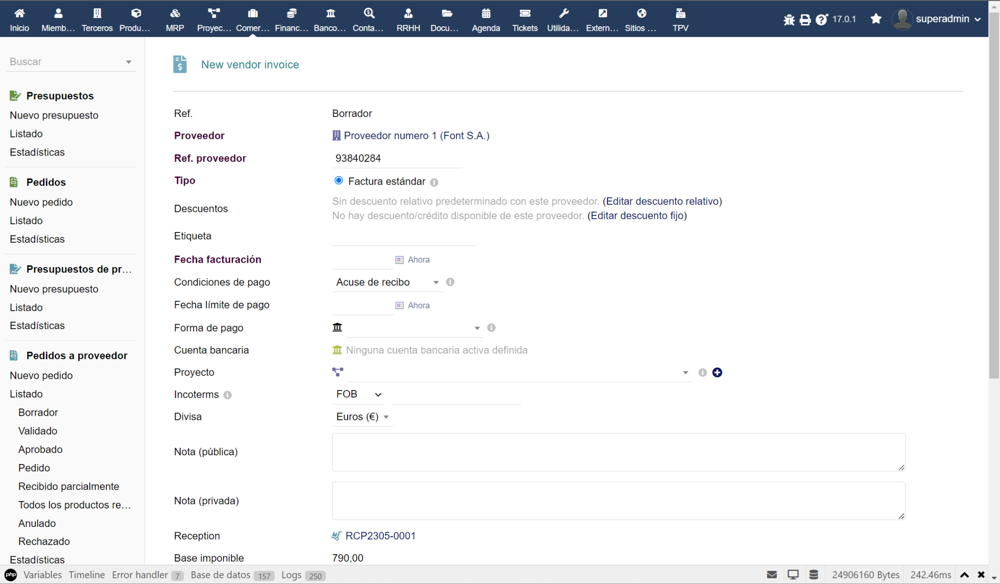 Inicio
Miemb...
Terceros
Produ...
MRP
Proyec...
Comer...
Financ...
Banco...
Conta...
RRHH
Docu...
Agenda
Tickets
Utilida...
Extern...
Sitios ...
TPV
17.0.1
superadmin
Buscar
Presupuestos
Nuevo presupuesto
Listado
Estadísticas
Pedidos
Nuevo pedido
Listado
Estadísticas
Presupuestos de pr...
Nuevo presupuesto
Listado
Estadísticas
Pedidos a proveedor
Nuevo pedido
Listado
Borrador
Validado
Aprobado
Pedido
Recibido parcialmente
Todos los productos re...
Anulado
Rechazado
Estadísticas
New vendor invoice
Ref. Borrador
Proveedor Proveedor numero 1 (Font S.A.)
Ref. proveedor 93840284
Tipo Factura estándar
Descuentos
Sin descuento relativo predeterminado con este proveedor. (Editar descuento relativo)
No hay descuento/crédito disponible de este proveedor. (Editar descuento fijo)
Etiqueta
Fecha facturación Ahora
Condiciones de pago Acuse de recibo
Fecha límite de pago Ahora
Forma de pago
Cuenta bancaria Ninguna cuenta bancaria activa definida
Proyecto
Incoterms FOB
Divisa Euros (€)
Nota (pública)
Nota (privada)
Reception RCP2305-0001
Base imponible 790,00
php Variables Timeline Error handler 7 Base de datos 157 Logs 250 24906160 Bytes 242.46ms